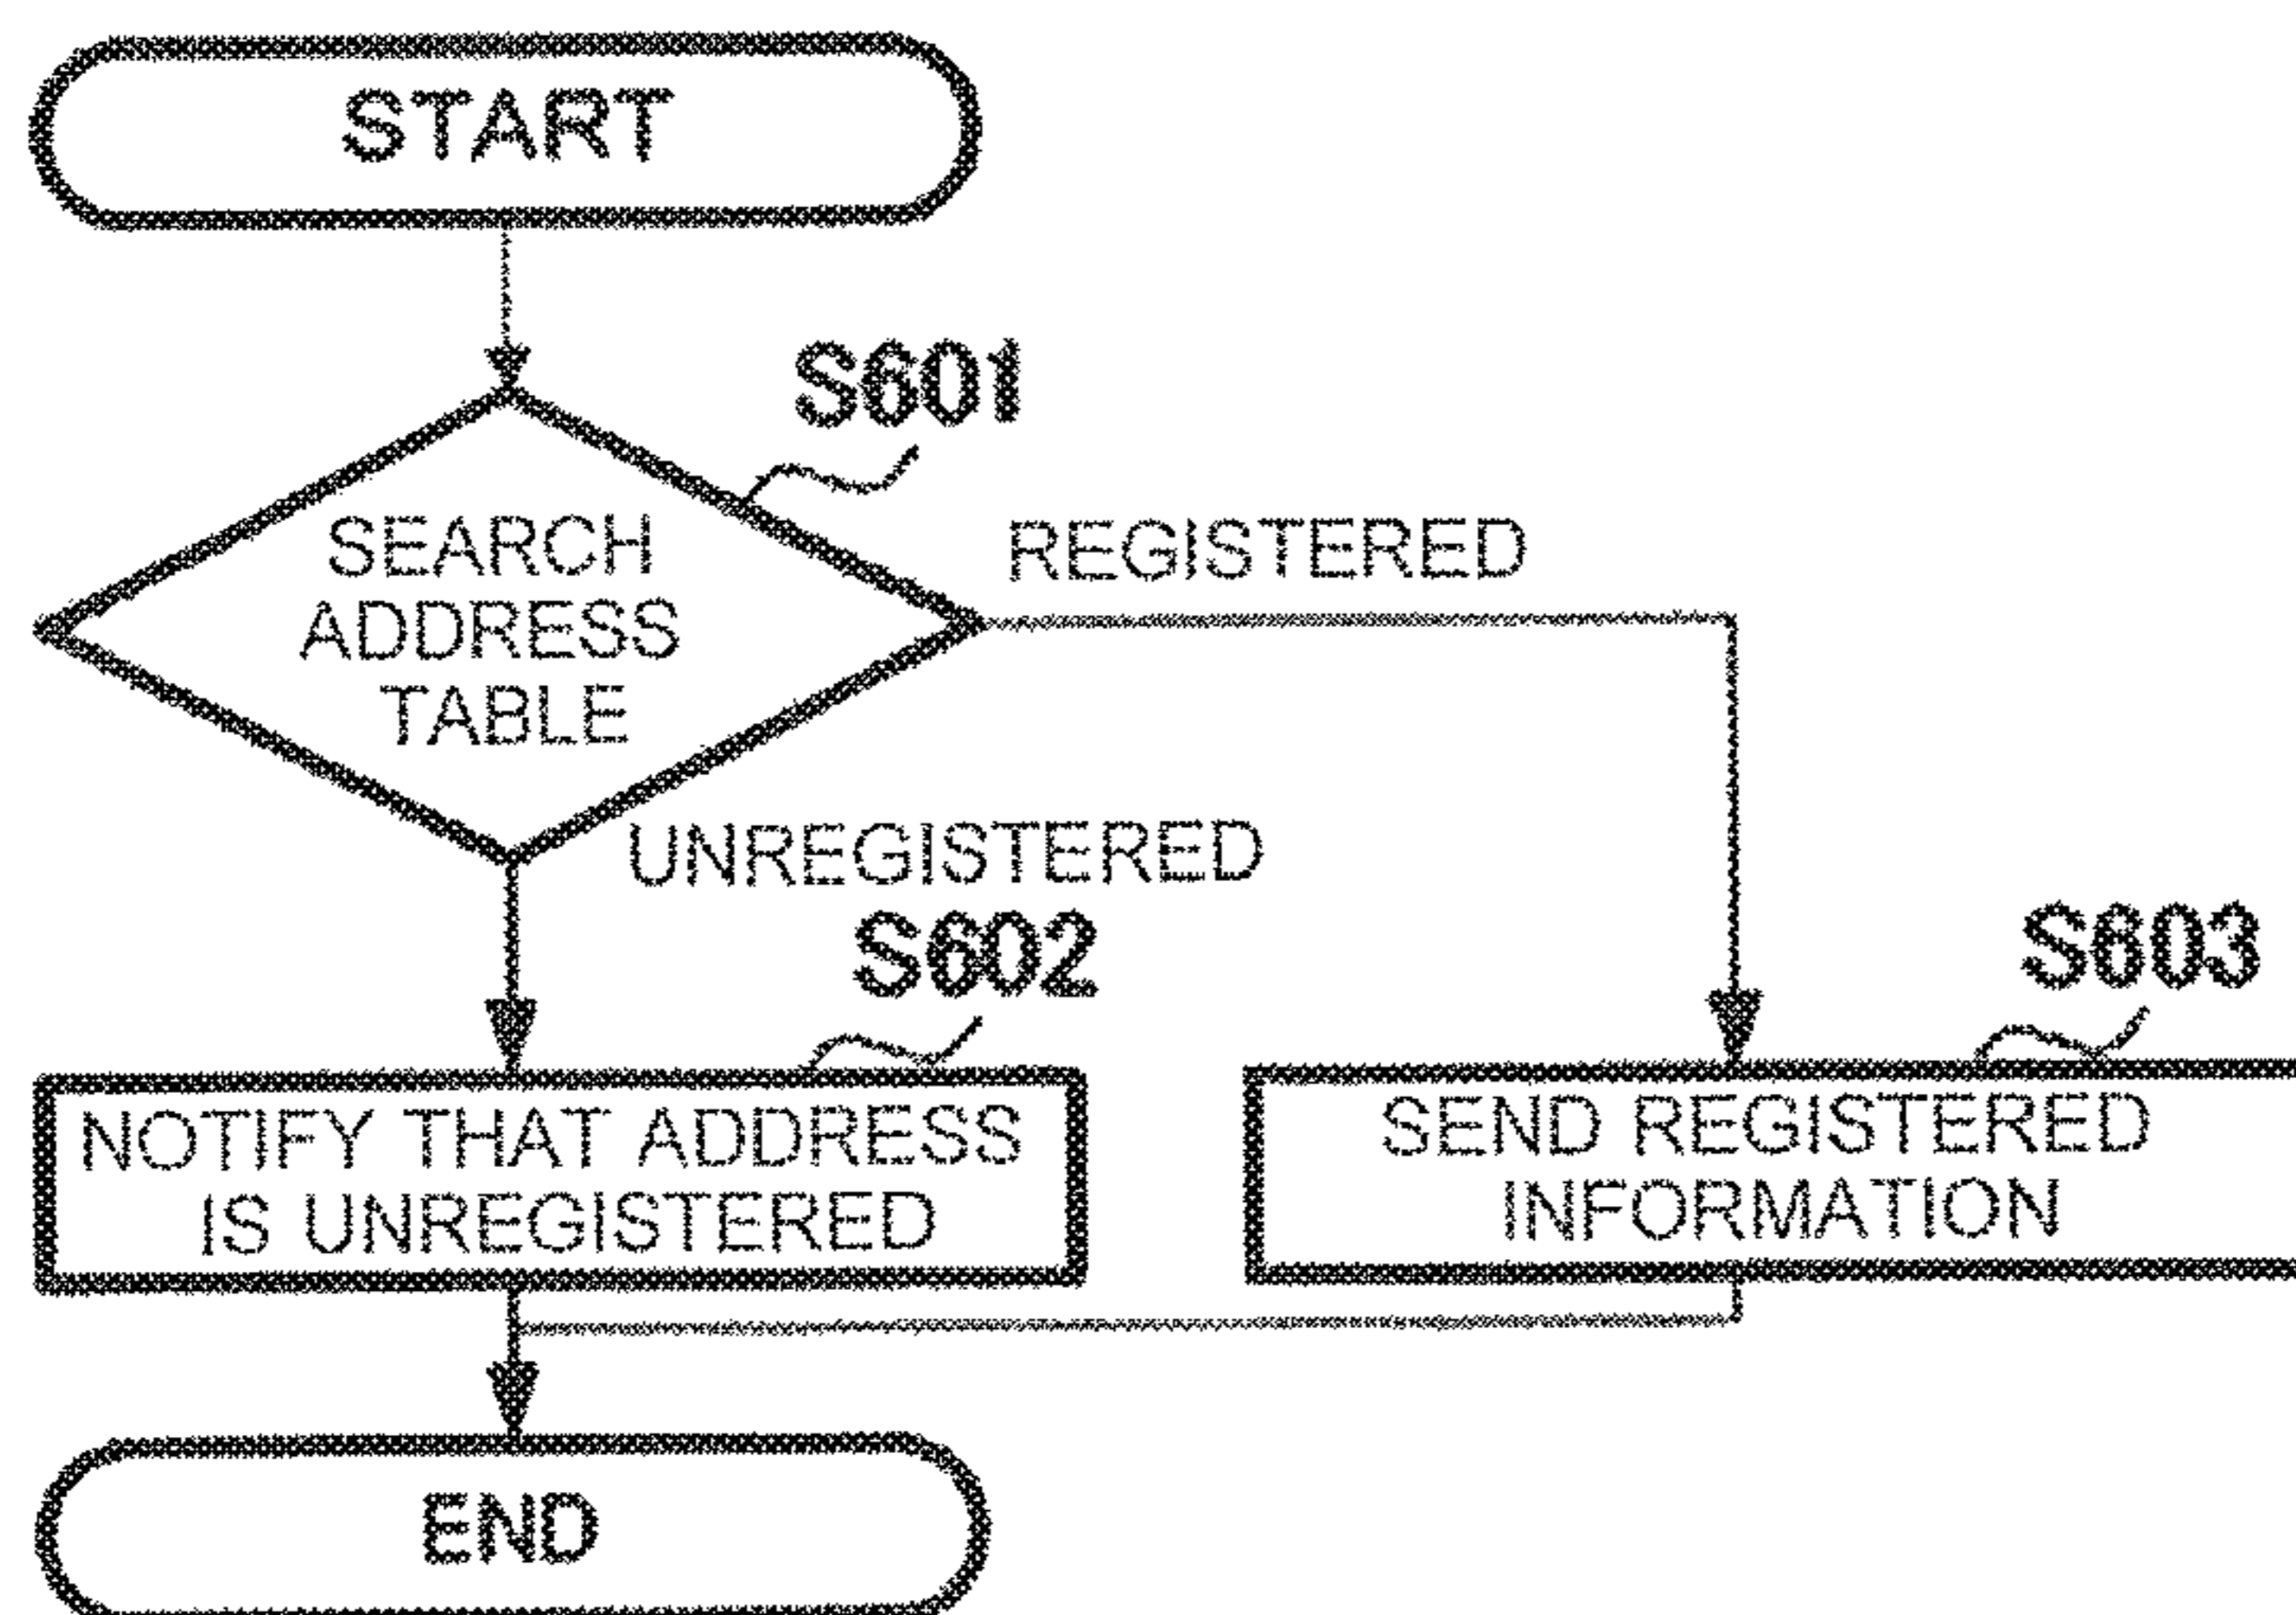 START
S601
SEARCH
ADDRESS
TABLE
REGISTERED
UNREGISTERED
S602
NOTIFY THAT ADDRESS
IS UNREGISTERED
S603
SEND REGISTERED
INFORMATION
END